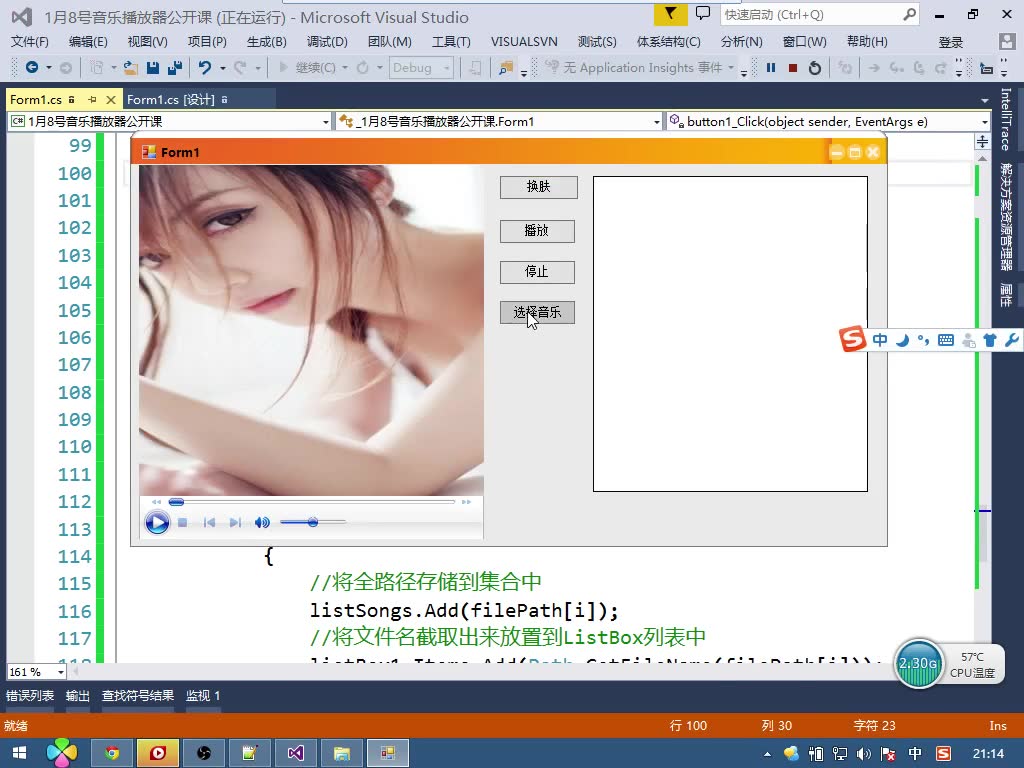 1月8号音乐播放器公开课 (正在运行) - Microsoft Visual Studio
快速启动 (Ctrl+Q)
文件(F) 编辑(E) 视图(V) 项目(P) 生成(B) 调试(D) 团队(M) 工具(T) VISUALSVN 测试(S) 体系结构(C) 分析(N) 窗口(W) 帮助(H) 登录
继续(C) Debug 无 Application Insights 事件
Form1.cs Form1.cs [设计]
1月8号音乐播放器公开课 _1月8号音乐播放器公开课.Form1 button1_Click(object sender, EventArgs e)
IntelliTrace
解决方案资源管理器
属性
99
100
101
102
103
104
105
106
107
108
109
110
111
112
113
Form1
换肤
播放
停止
选择音乐
中
114 {
115 //将全路径存储到集合中
116 listSongs.Add(filePath[i]);
117 //将文件名截取出来放置到ListBox列表中
118 listBox1.Items.Add(Path.GetFileName(filePath[i]));
161 %
2.30G
57℃
CPU温度
错误列表 输出 查找符号结果 监视 1
就绪 行 100 列 30 字符 23 Ins
中 21:14